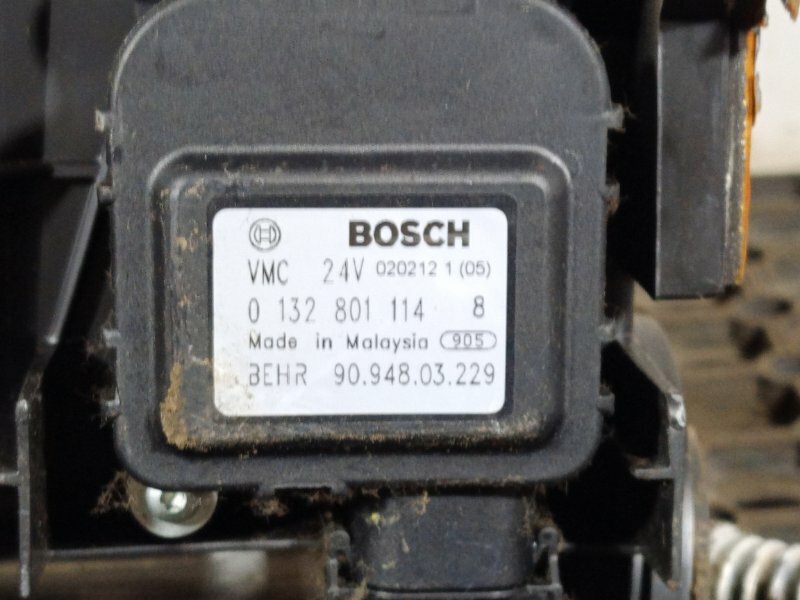 BOSCH
VMC 24V 020212 1 (05)
0 132 801 114 8
Made in Malaysia 905
BEHR 90.948.03.229